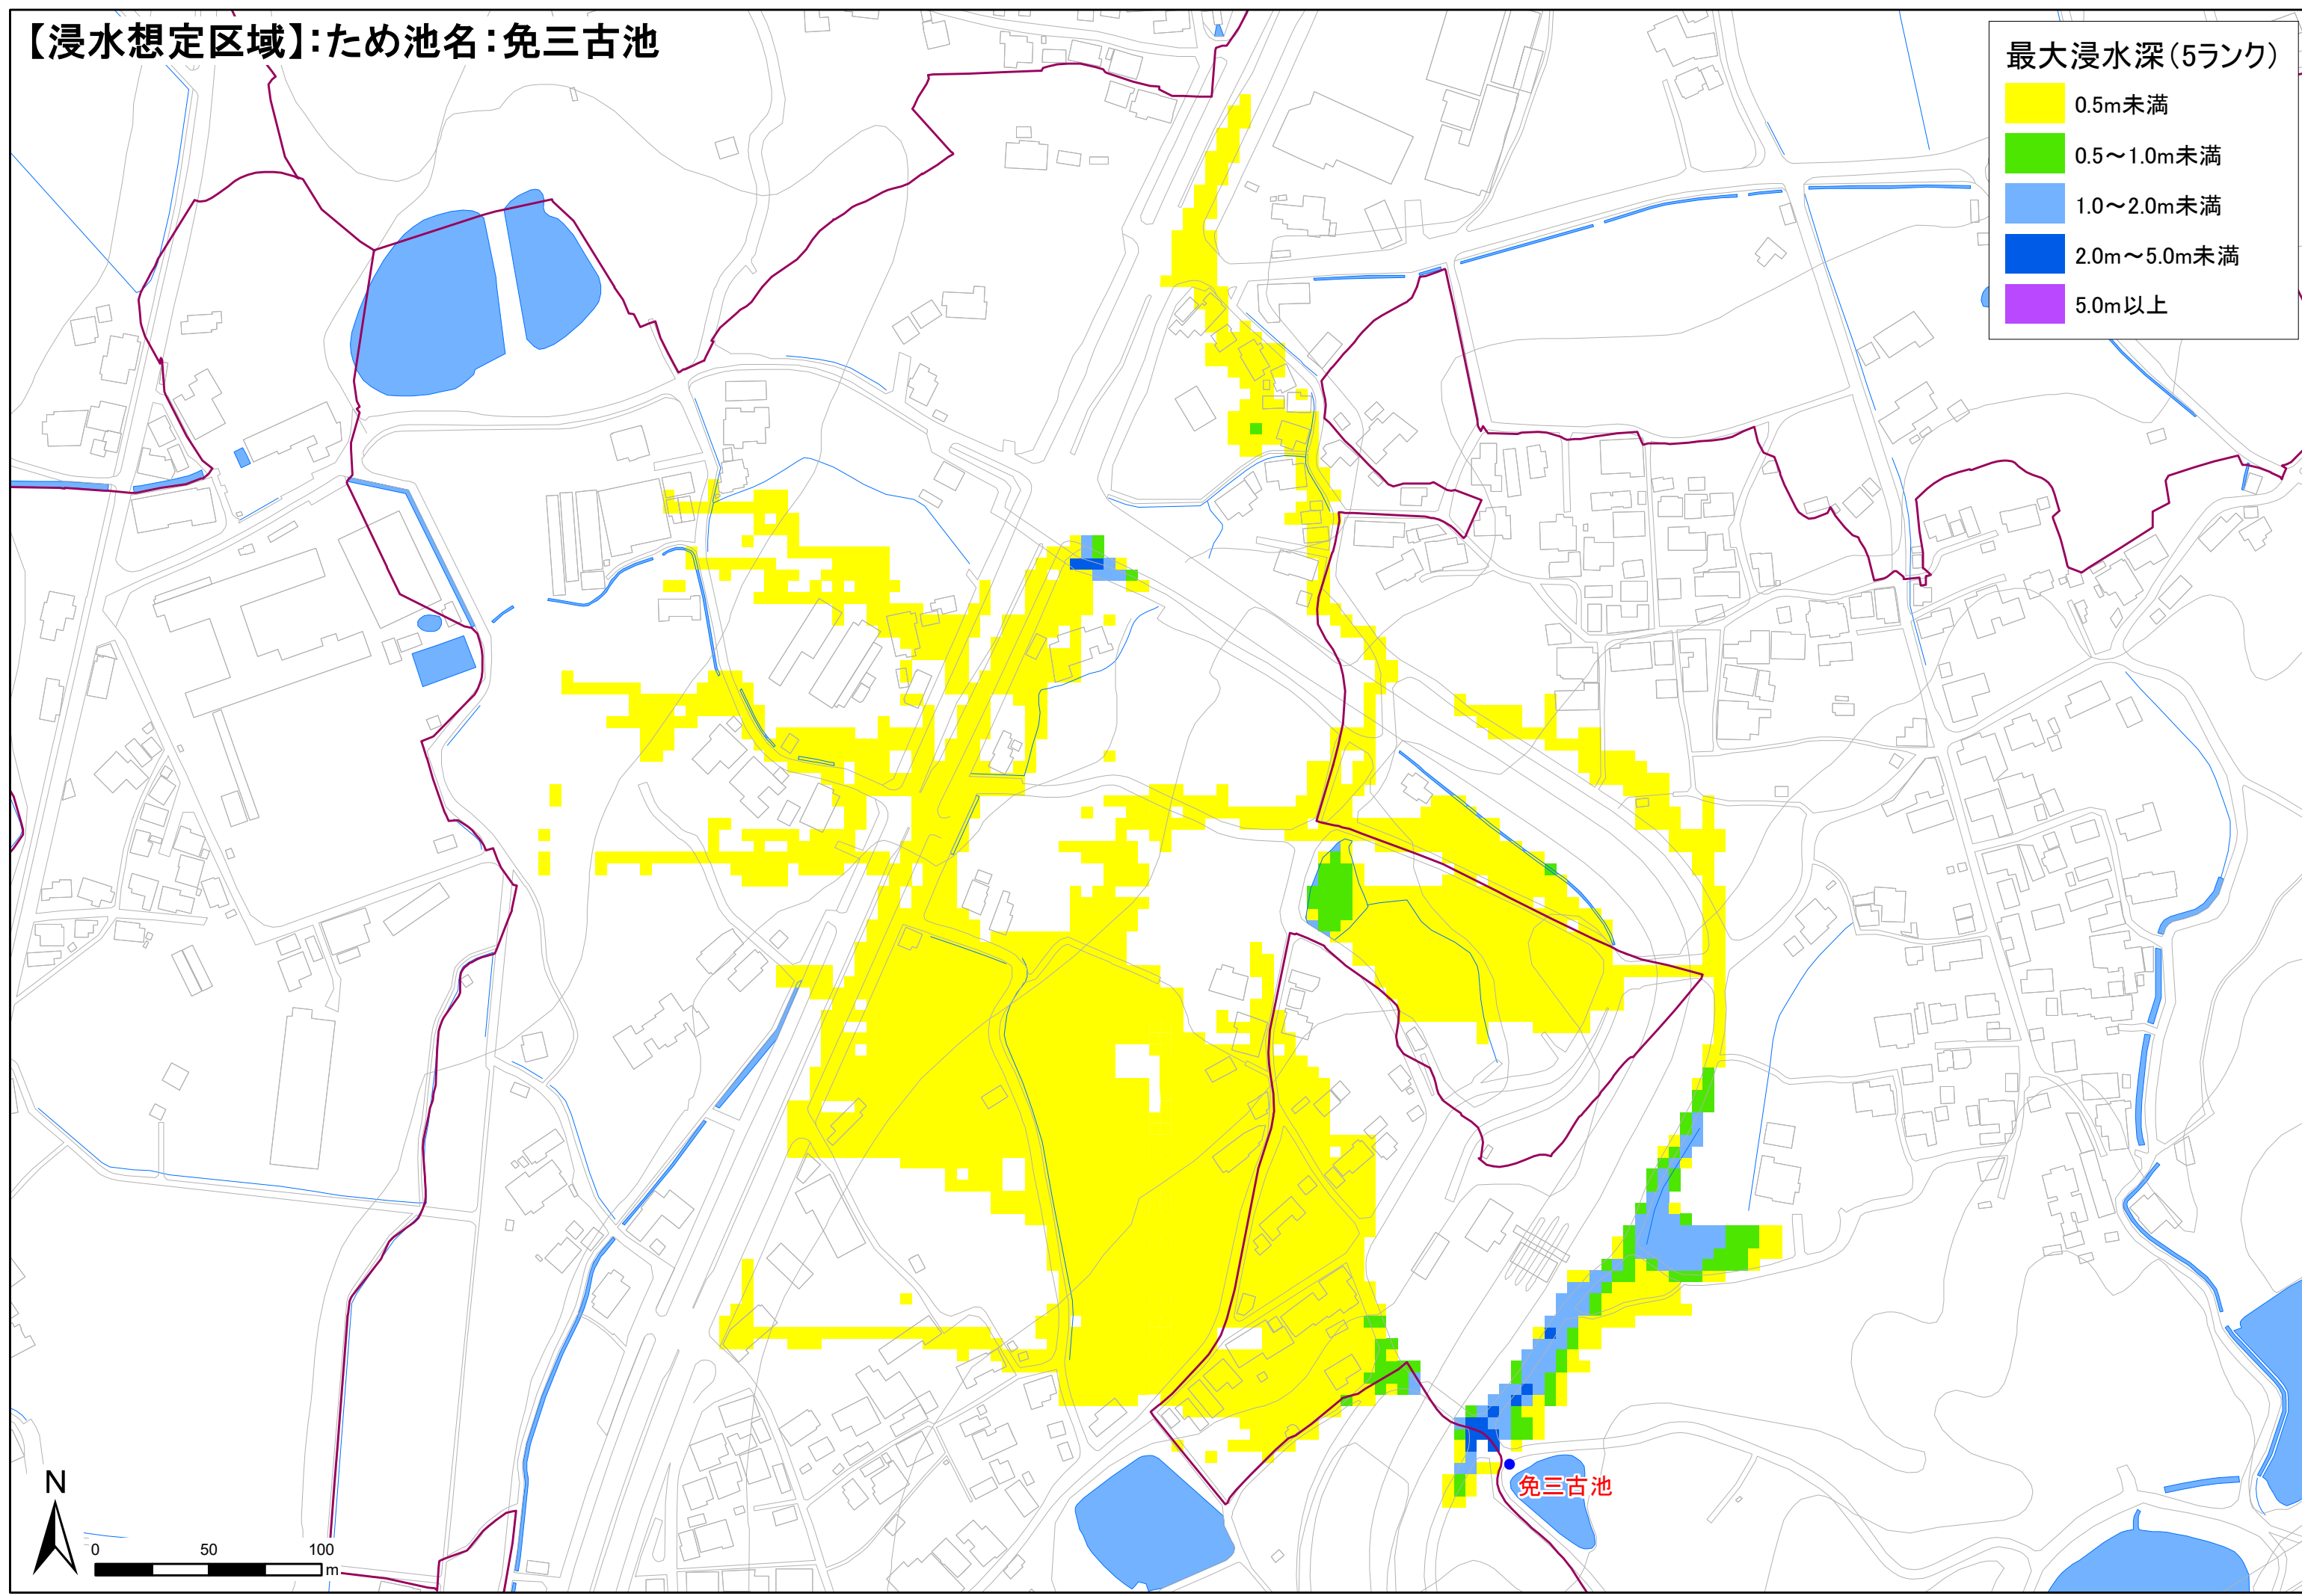 【浸水想定区域】:ため池名:免三古池
最大浸水深(5ランク)
0.5m未満
0.5～1.0m未満
1.0～2.0m未満
2.0m～5.0m未満
5.0m以上
免三古池
N
0 50 100
m